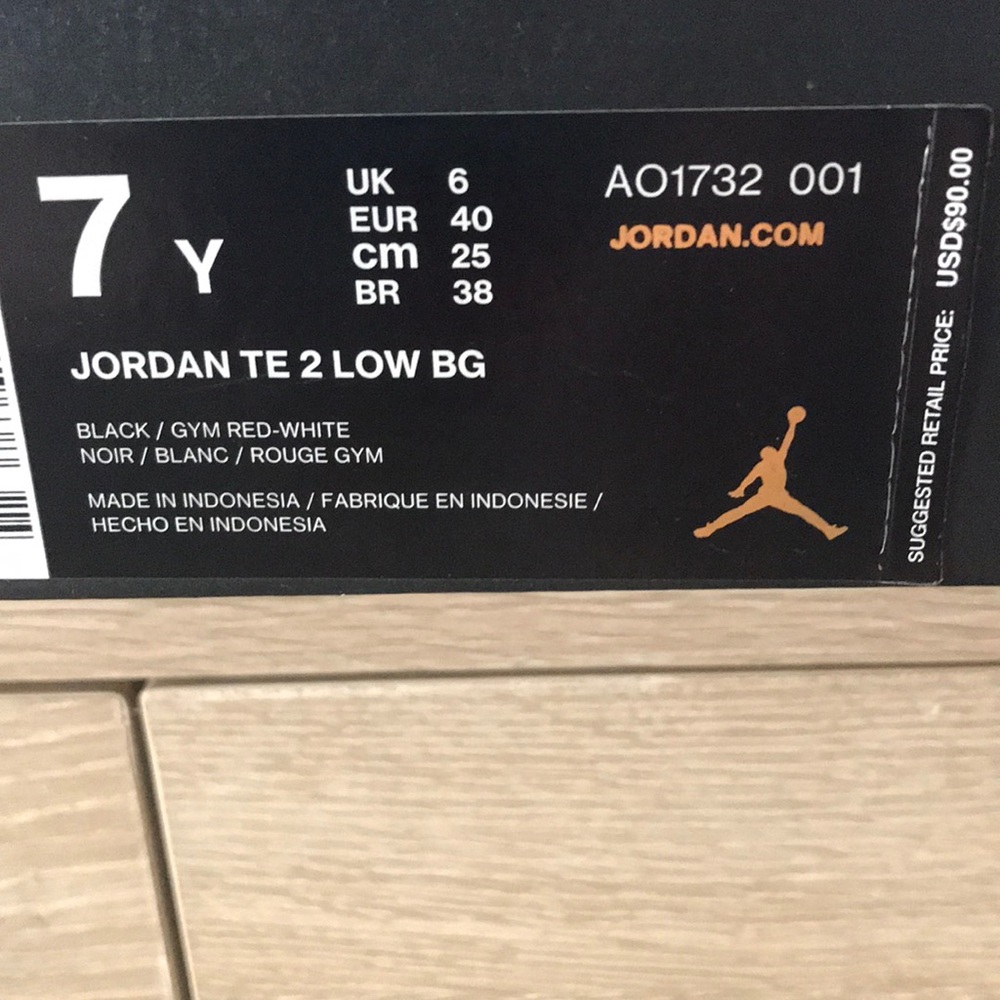 7 Y
UK 6
EUR 40
cm 25
BR 38
AO1732 001
JORDAN.COM
JORDAN TE 2 LOW BG
BLACK / GYM RED-WHITE
NOIR / BLANC / ROUGE GYM
MADE IN INDONESIA / FABRIQUE EN INDONESIE /
HECHO EN INDONESIA
SUGGESTED RETAIL PRICE: USD$90.00